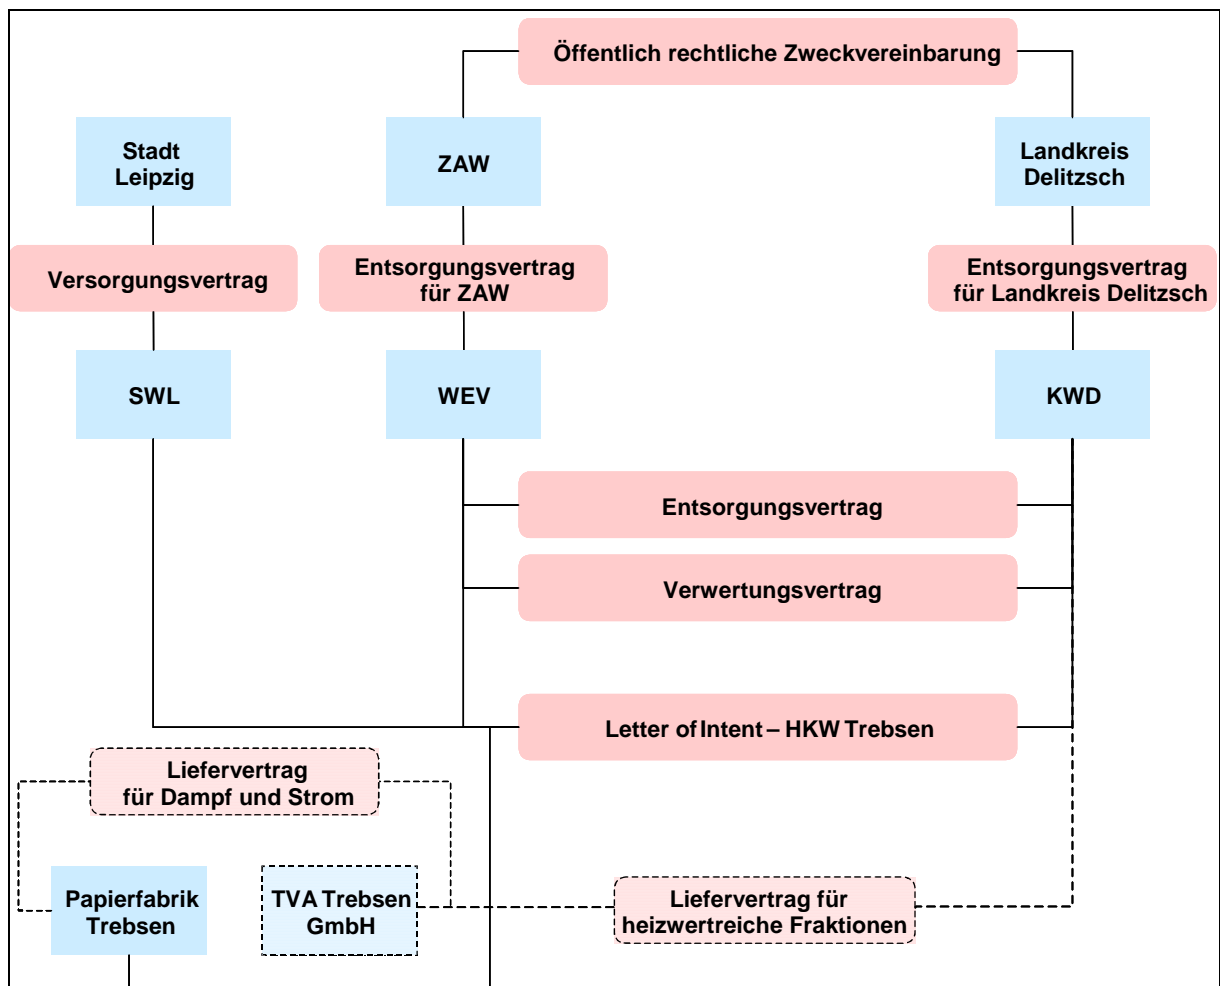 Öffentlich rechtliche Zweckvereinbarung
Stadt
Leipzig
ZAW
Landkreis
Delitzsch
Versorgungsvertrag
Entsorgungsvertrag
für ZAW
Entsorgungsvertrag
für Landkreis Delitzsch
SWL
WEV
KWD
Entsorgungsvertrag
Verwertungsvertrag
Letter of Intent – HKW Trebsen
Liefervertrag
für Dampf und Strom
Papierfabrik
Trebsen
TVA Trebsen
GmbH
Liefervertrag für
heizwertreiche Fraktionen